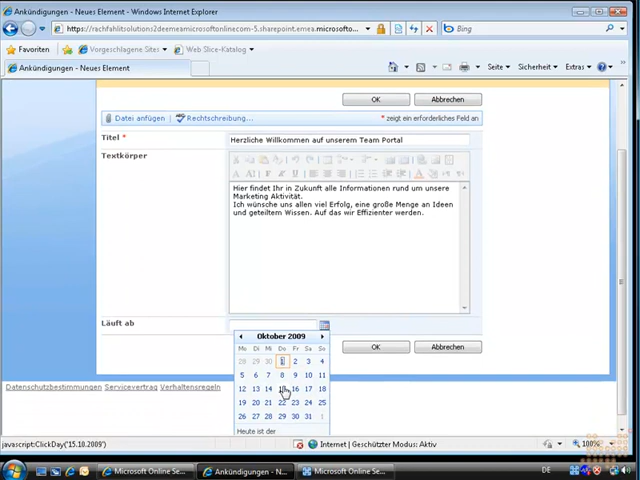 Ankündigungen - Neues Element - Windows Internet Explorer
https://rachfahlitsolutions2deemeamicrosoftonlinecom-5.sharepoint.emea.microsofto...
Bing
Favoriten Vorgeschlagene Sites Web Slice-Katalog
Ankündigungen - Neues Element
Seite Sicherheit Extras
OK Abbrechen
Datei anfügen Rechtschreibung... * zeigt ein erforderliches Feld an
Titel * Herzliche Willkommen auf unserem Team Portal
Textkörper
Hier findet Ihr in Zukunft alle Informationen rund um unsere
Marketing Aktivität.
Ich wünsche uns allen viel Erfolg, eine große Menge an Ideen
und geteiltem Wissen. Auf das wir Effizienter werden.
Läuft ab
Oktober 2009
Mo Di Mi Do Fr Sa So
28 29 30 1 2 3 4
5 6 7 8 9 10 11
12 13 14 15 16 17 18
19 20 21 22 23 24 25
26 27 28 29 30 31 1
Heute ist der
OK Abbrechen
Datenschutzbestimmungen Servicevertrag Verhaltensregeln
javascript:ClickDay('15.10.2009') Internet | Geschützter Modus: Aktiv 100%
Microsoft Online Se... Ankündigungen - N... Microsoft Online Se... DE